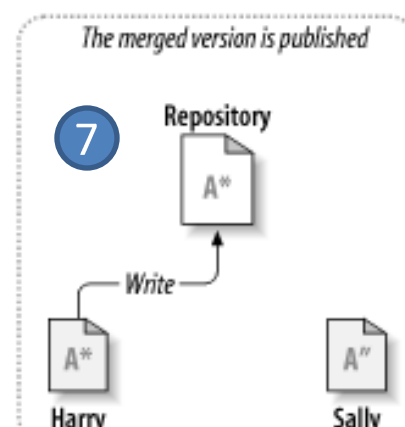 The merged version is published
7
Repository
A*
Write
A*
A"
Harry
Sally